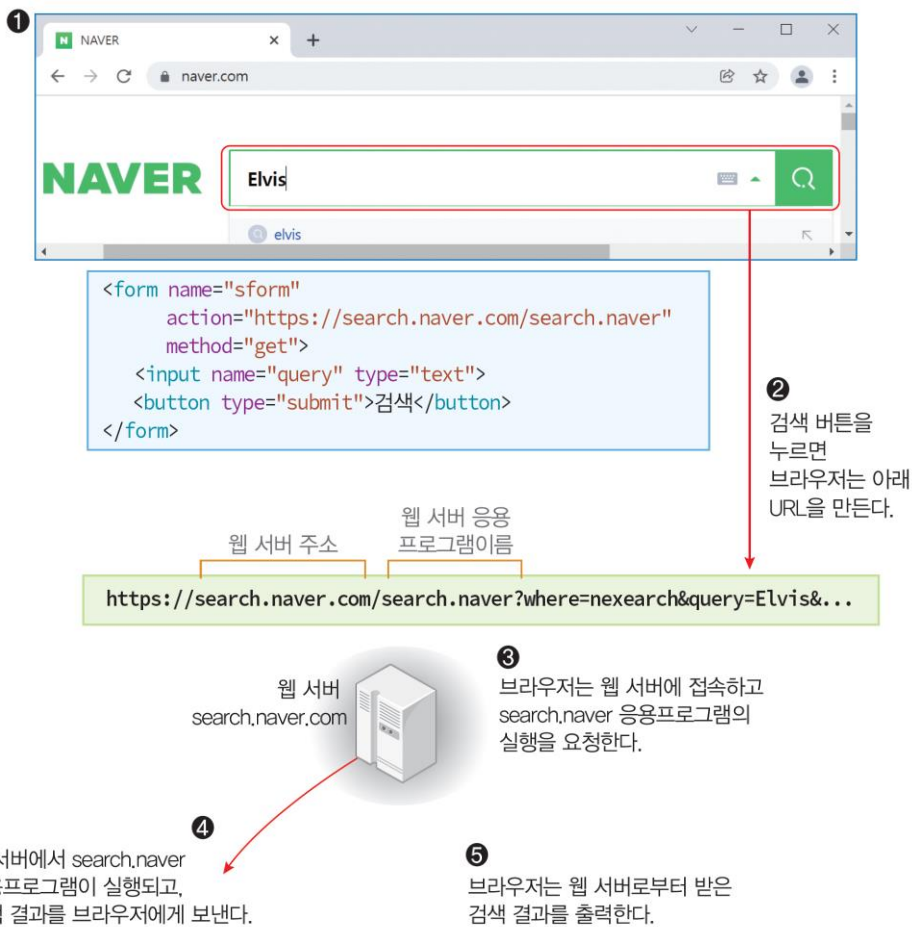 ❶
NAVER
naver.com
NAVER
Elvis
elvis
<form name="sform"
action="https://search.naver.com/search.naver"
method="get">
<input name="query" type="text">
<button type="submit">검색</button>
</form>
❷
검색 버튼을
누르면
브라우저는 아래
URL을 만든다.
웹 서버 주소
웹 서버 응용
프로그램이름
https://search.naver.com/search.naver?where=nexearch&query=Elvis&...
웹 서버
search.naver.com
❸
브라우저는 웹 서버에 접속하고
search.naver 응용프로그램의
실행을 요청한다.
❹
서버에서 search.naver
프로그램이 실행되고,
결과를 브라우저에게 보낸다.
❺
브라우저는 웹 서버로부터 받은
검색 결과를 출력한다.